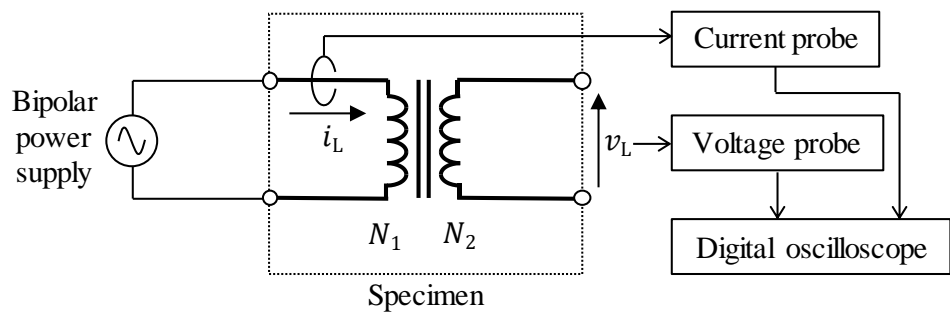 Bipolar
power
supply
i_L
N_1
N_2
Specimen
v_L
Current probe
Voltage probe
Digital oscilloscope